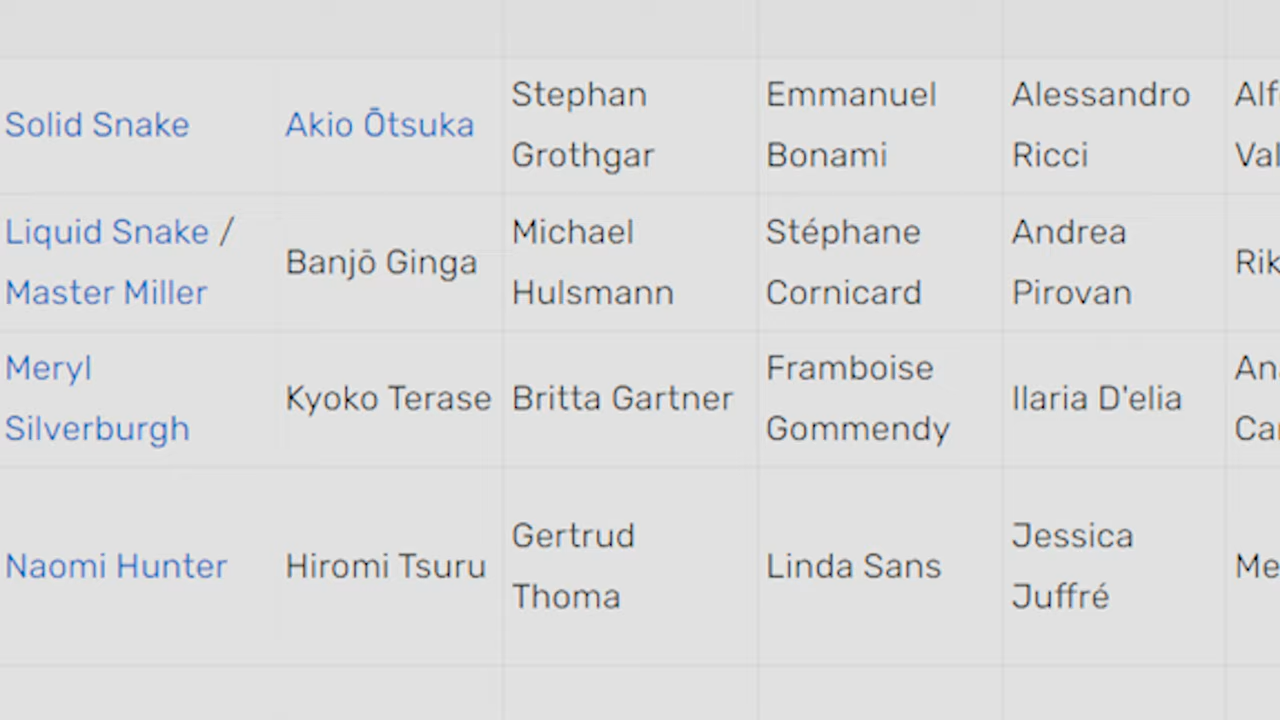 Solid Snake
Akio Ōtsuka
Stephan
Grothgar
Emmanuel
Bonami
Alessandro
Ricci
Liquid Snake /
Master Miller
Banjō Ginga
Michael
Hulsmann
Stéphane
Cornicard
Andrea
Pirovan
Meryl
Silverburgh
Kyoko Terase
Britta Gartner
Framboise
Gommendy
Ilaria D'elia
Naomi Hunter
Hiromi Tsuru
Gertrud
Thoma
Linda Sans
Jessica
Juffré